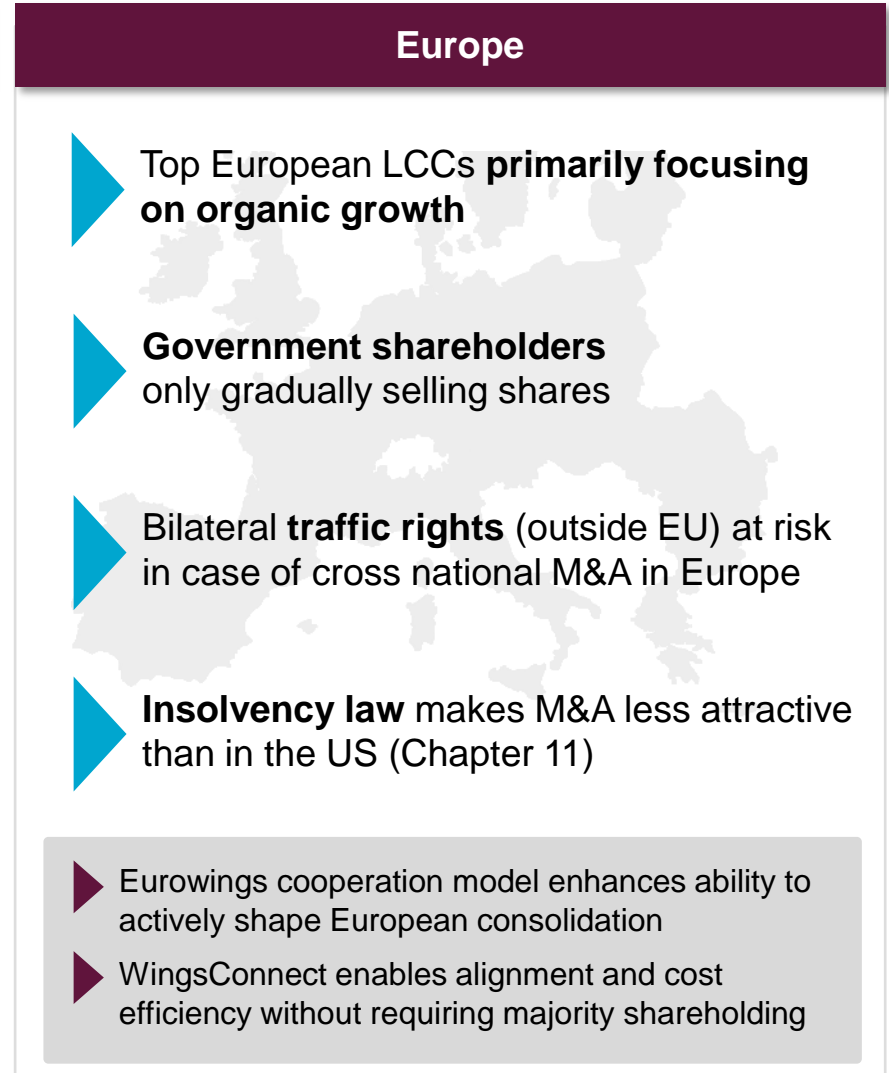 Europe
Top European LCCs primarily focusing
on organic growth
Government shareholders
only gradually selling shares
Bilateral traffic rights (outside EU) at risk
in case of cross national M&A in Europe
Insolvency law makes M&A less attractive
than in the US (Chapter 11)
Eurowings cooperation model enhances ability to
actively shape European consolidation
WingsConnect enables alignment and cost
efficiency without requiring majority shareholding